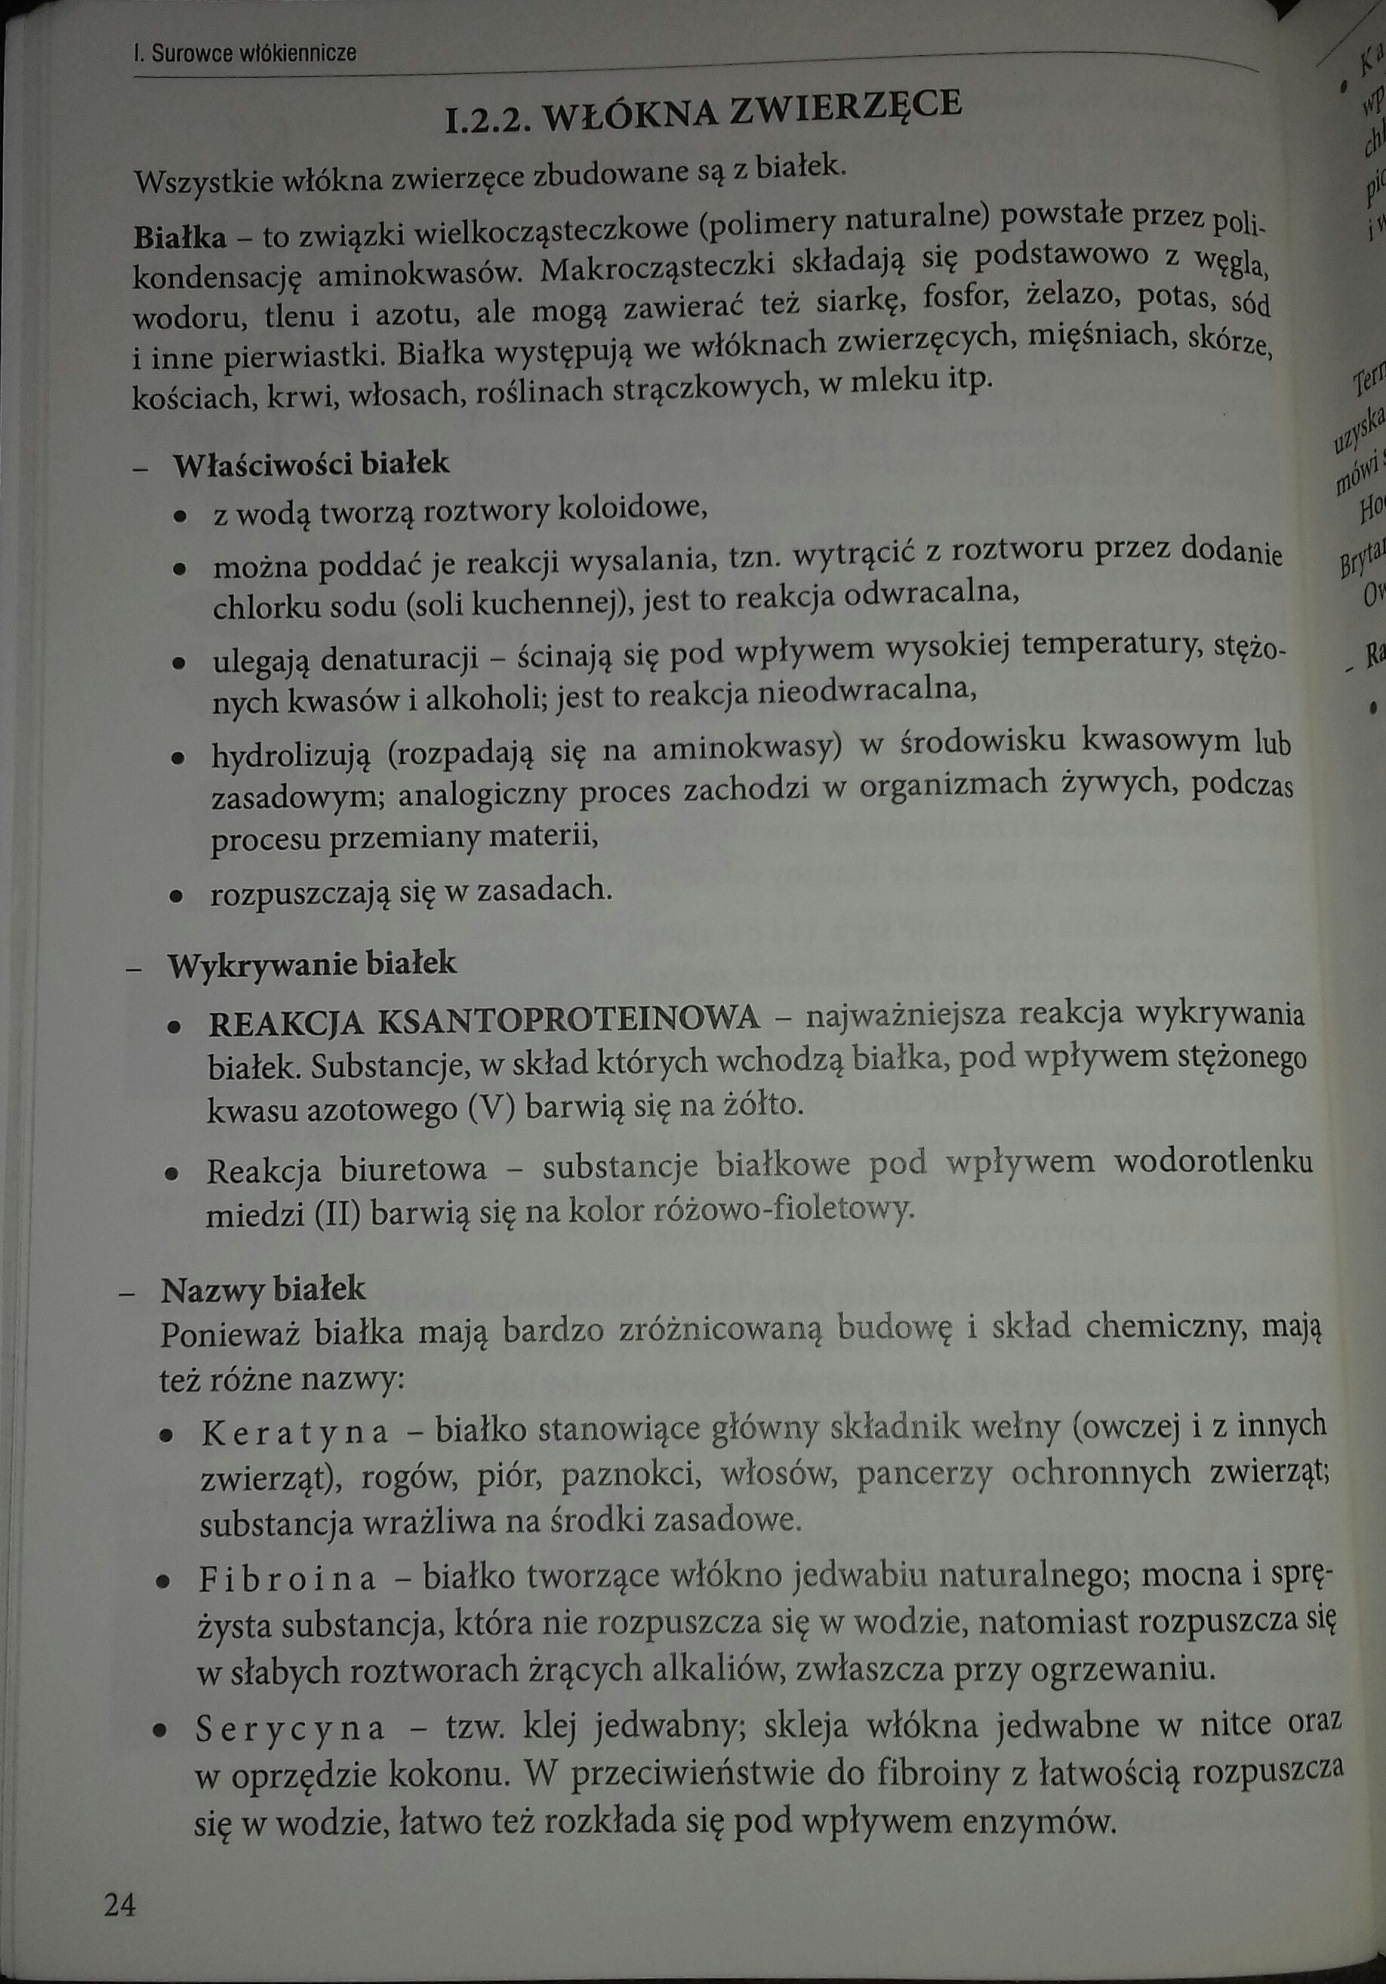 I. Surowce włókiennicze
I.2.2. WŁÓKNA ZWIERZĘCE
Wszystkie włókna zwierzęce zbudowane są z białek.
Białka – to związki wielkocząsteczkowe (polimery naturalne) powstałe przez poli-
kondensację aminokwasów. Makrocząsteczki składają się podstawowo z węgla,
wodoru, tlenu i azotu, ale mogą zawierać też siarkę, fosfor, żelazo, potas, sód
i inne pierwiastki. Białka występują we włóknach zwierzęcych, mięśniach, skórze,
kościach, krwi, włosach, roślinach strączkowych, w mleku itp.
– Właściwości białek
• z wodą tworzą roztwory koloidowe,
• można poddać je reakcji wysalania, tzn. wytrącić z roztworu przez dodanie
chlorku sodu (soli kuchennej), jest to reakcja odwracalna,
• ulegają denaturacji – ścinają się pod wpływem wysokiej temperatury, stężo-
nych kwasów i alkoholi; jest to reakcja nieodwracalna,
• hydrolizują (rozpadają się na aminokwasy) w środowisku kwasowym lub
zasadowym; analogiczny proces zachodzi w organizmach żywych, podczas
procesu przemiany materii,
• rozpuszczają się w zasadach.
– Wykrywanie białek
• REAKCJA KSANTOPROTEINOWA – najważniejsza reakcja wykrywania
białek. Substancje, w skład których wchodzą białka, pod wpływem stężonego
kwasu azotowego (V) barwią się na żółto.
• Reakcja biuretowa – substancje białkowe pod wpływem wodorotlenku
miedzi (II) barwią się na kolor różowo-fioletowy.
– Nazwy białek
Ponieważ białka mają bardzo zróżnicowaną budowę i skład chemiczny, mają
też różne nazwy:
• Keratyna – białko stanowiące główny składnik wełny (owczej i z innych
zwierząt), rogów, piór, paznokci, włosów, pancerzy ochronnych zwierząt;
substancja wrażliwa na środki zasadowe.
• Fibroina – białko tworzące włókno jedwabiu naturalnego; mocna i sprę-
żysta substancja, która nie rozpuszcza się w wodzie, natomiast rozpuszcza się
w słabych roztworach żrących alkaliów, zwłaszcza przy ogrzewaniu.
• Serycyna – tzw. klej jedwabny; skleja włókna jedwabne w nitce oraz
w oprzędzie kokonu. W przeciwieństwie do fibroiny z łatwością rozpuszcza
się w wodzie, łatwo też rozkłada się pod wpływem enzymów.
24